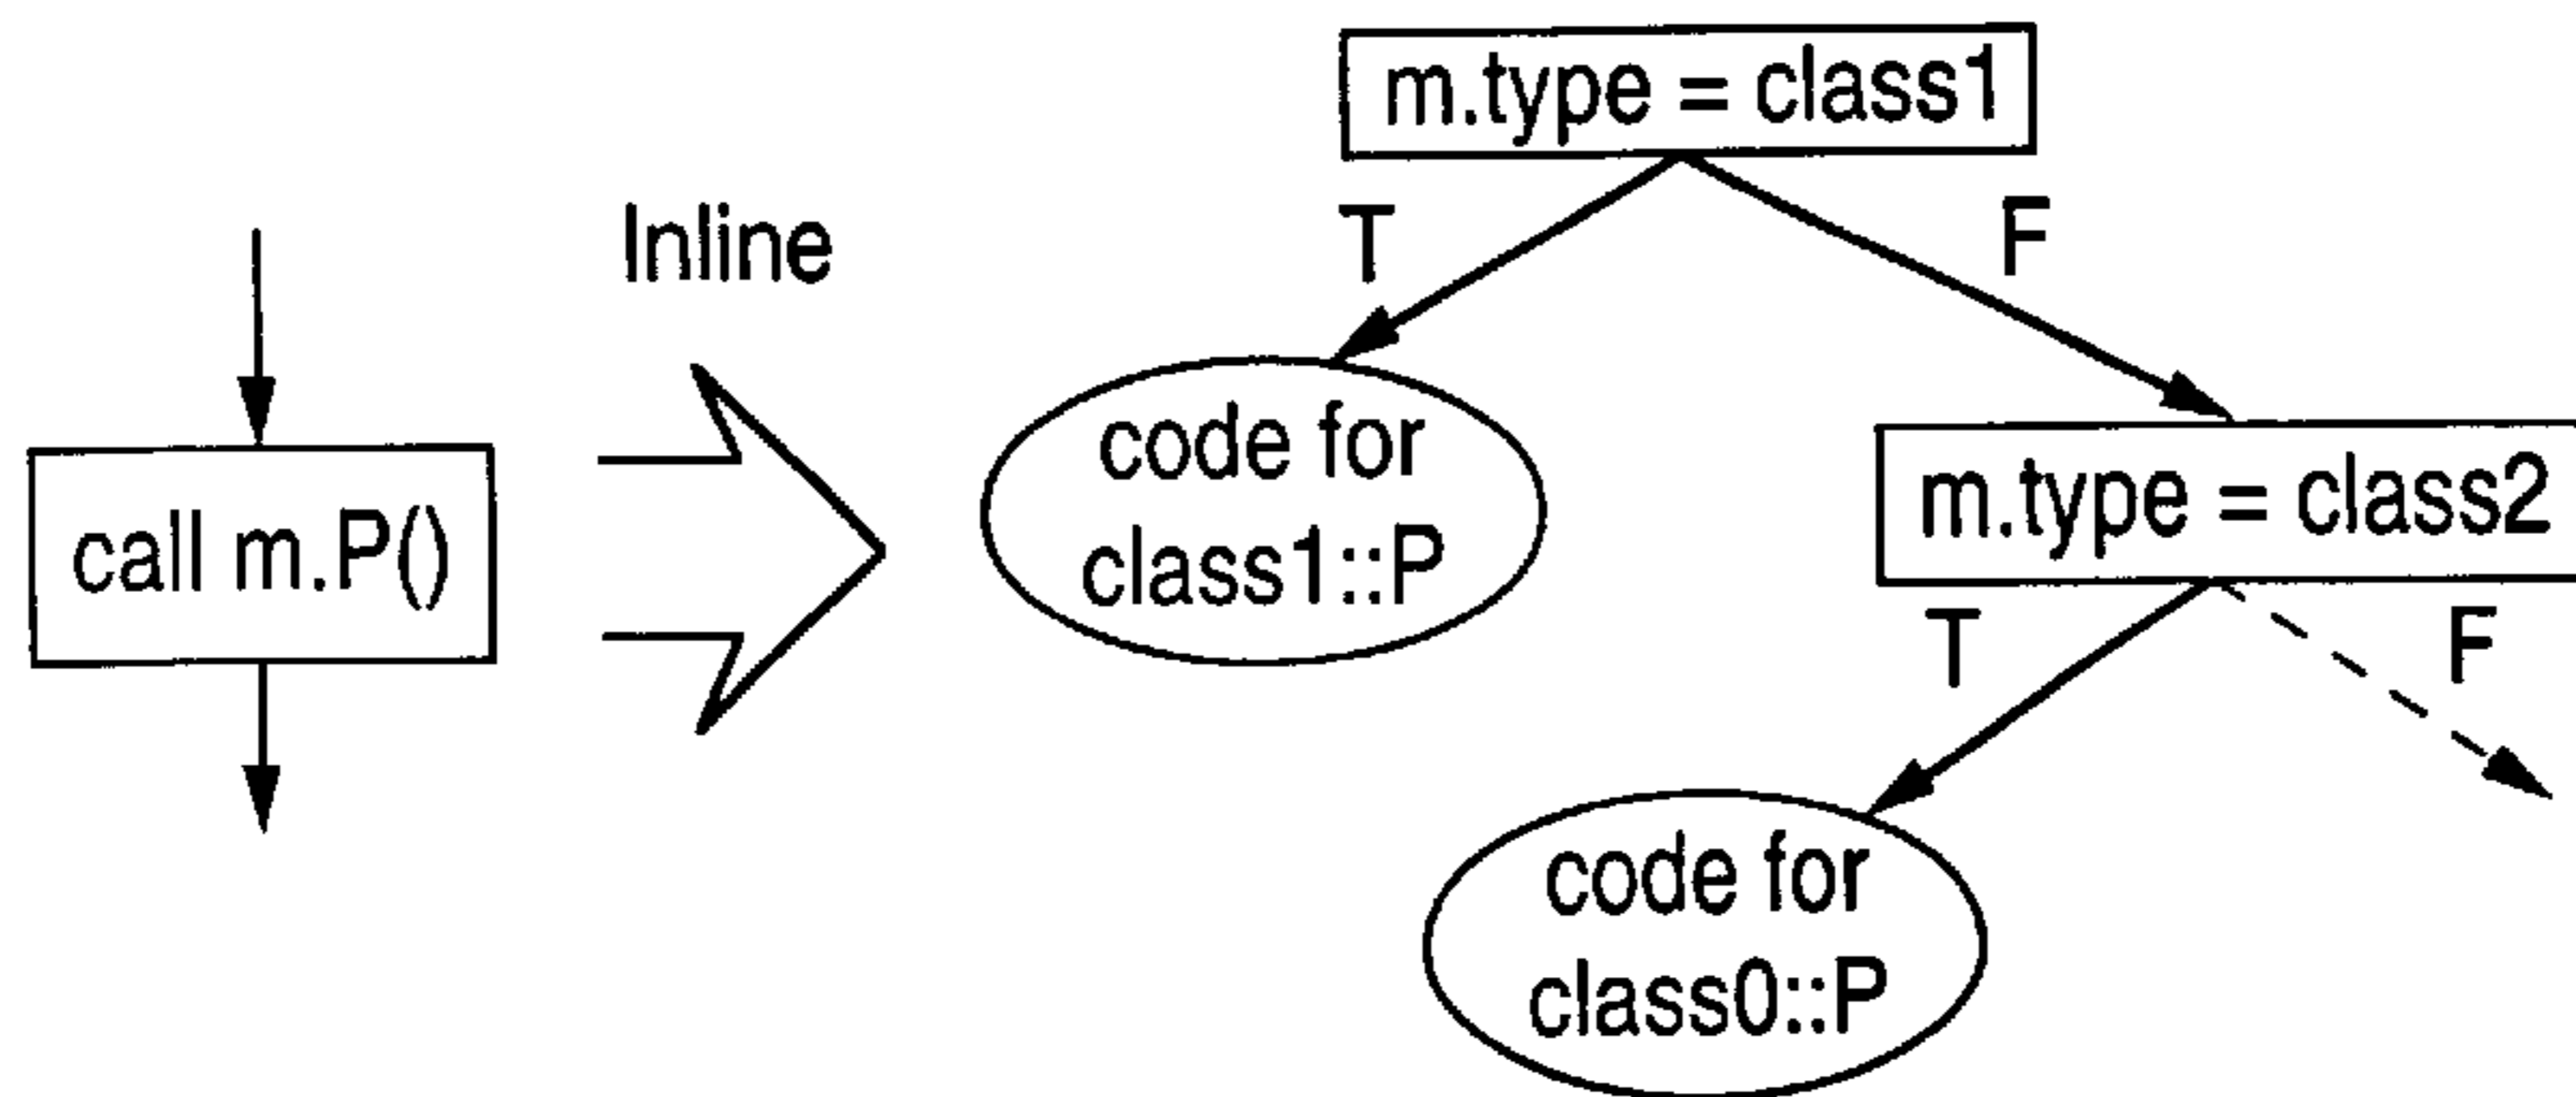 m.type = class1
Inline
T
F
call m.P()
code for
class1::P
m.type = class2
T
F
code for
class0::P